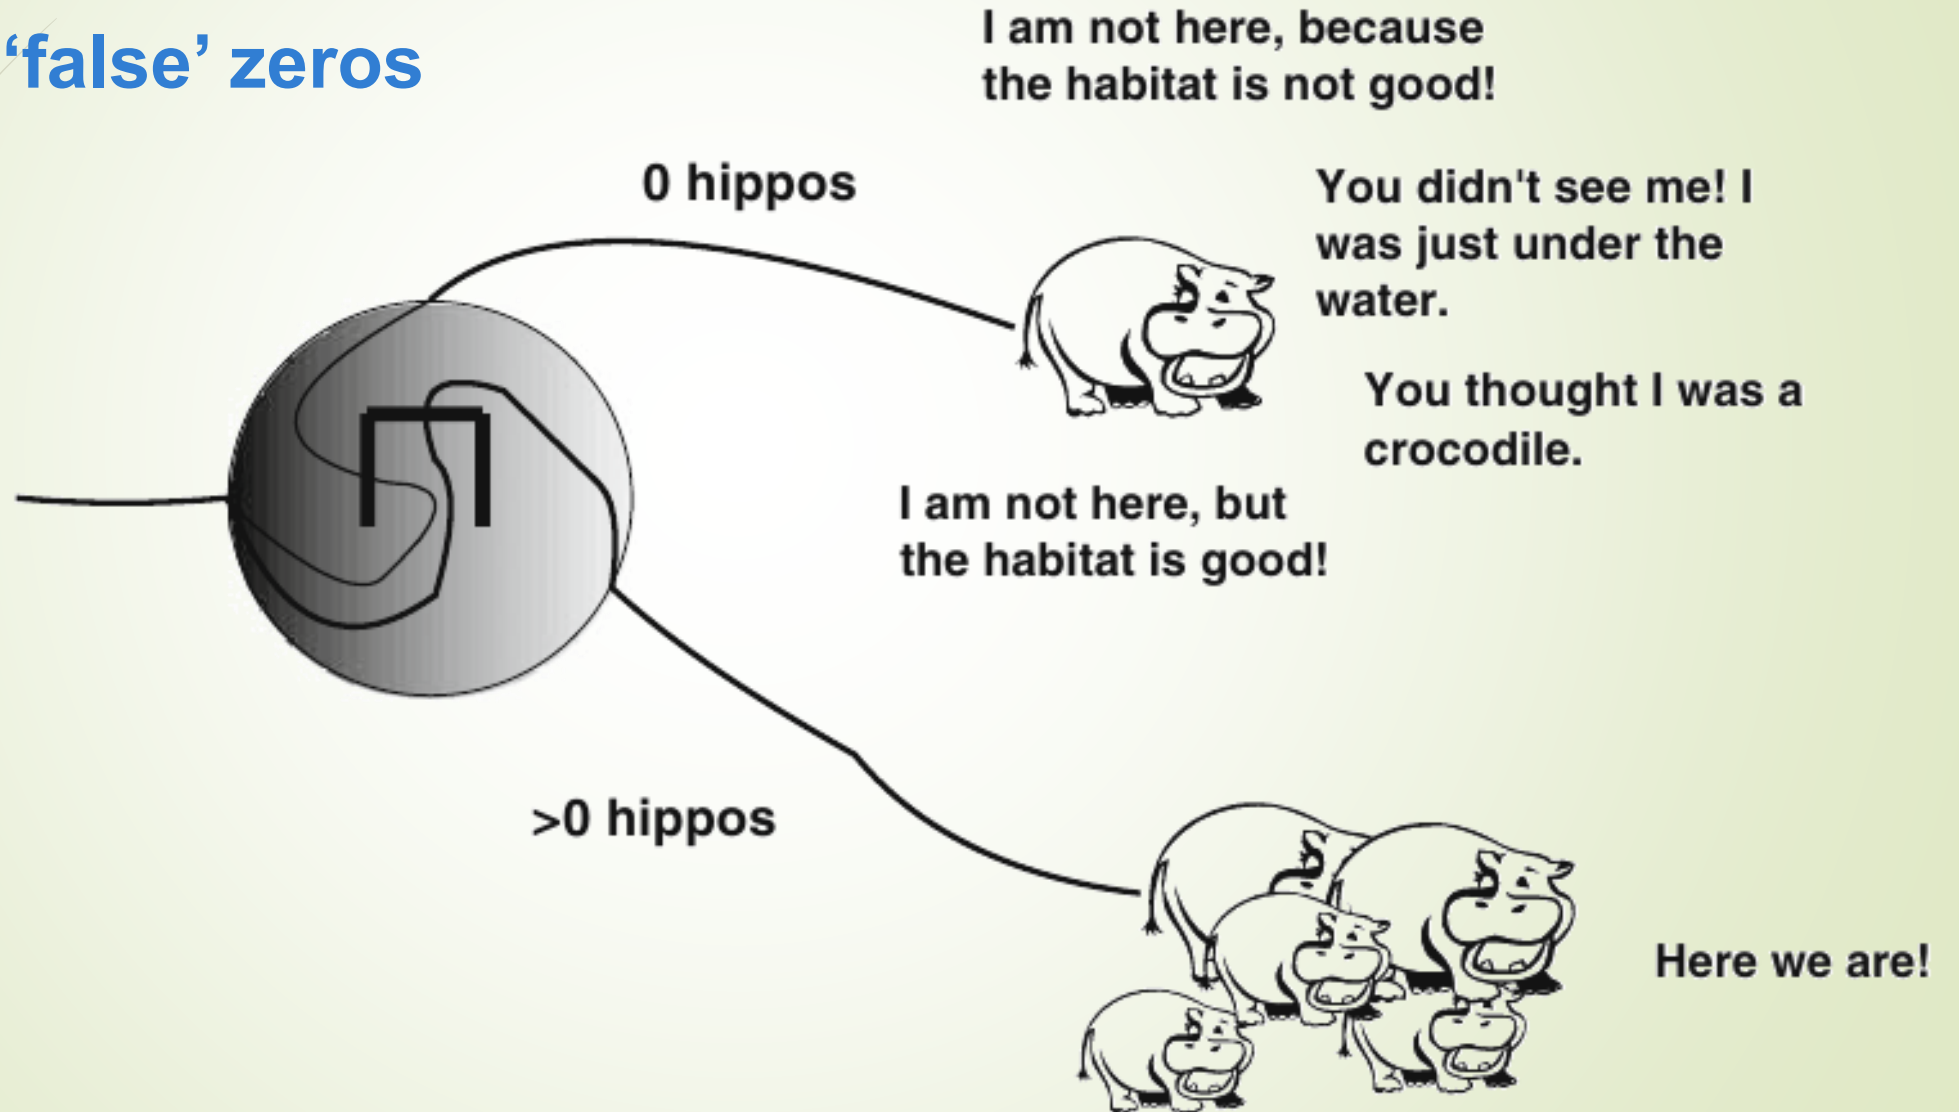 ‘false’ zeros
I am not here, because
the habitat is not good!
0 hippos
You didn't see me! I
was just under the
water.
You thought I was a
crocodile.
I am not here, but
the habitat is good!
Π
>0 hippos
Here we are!